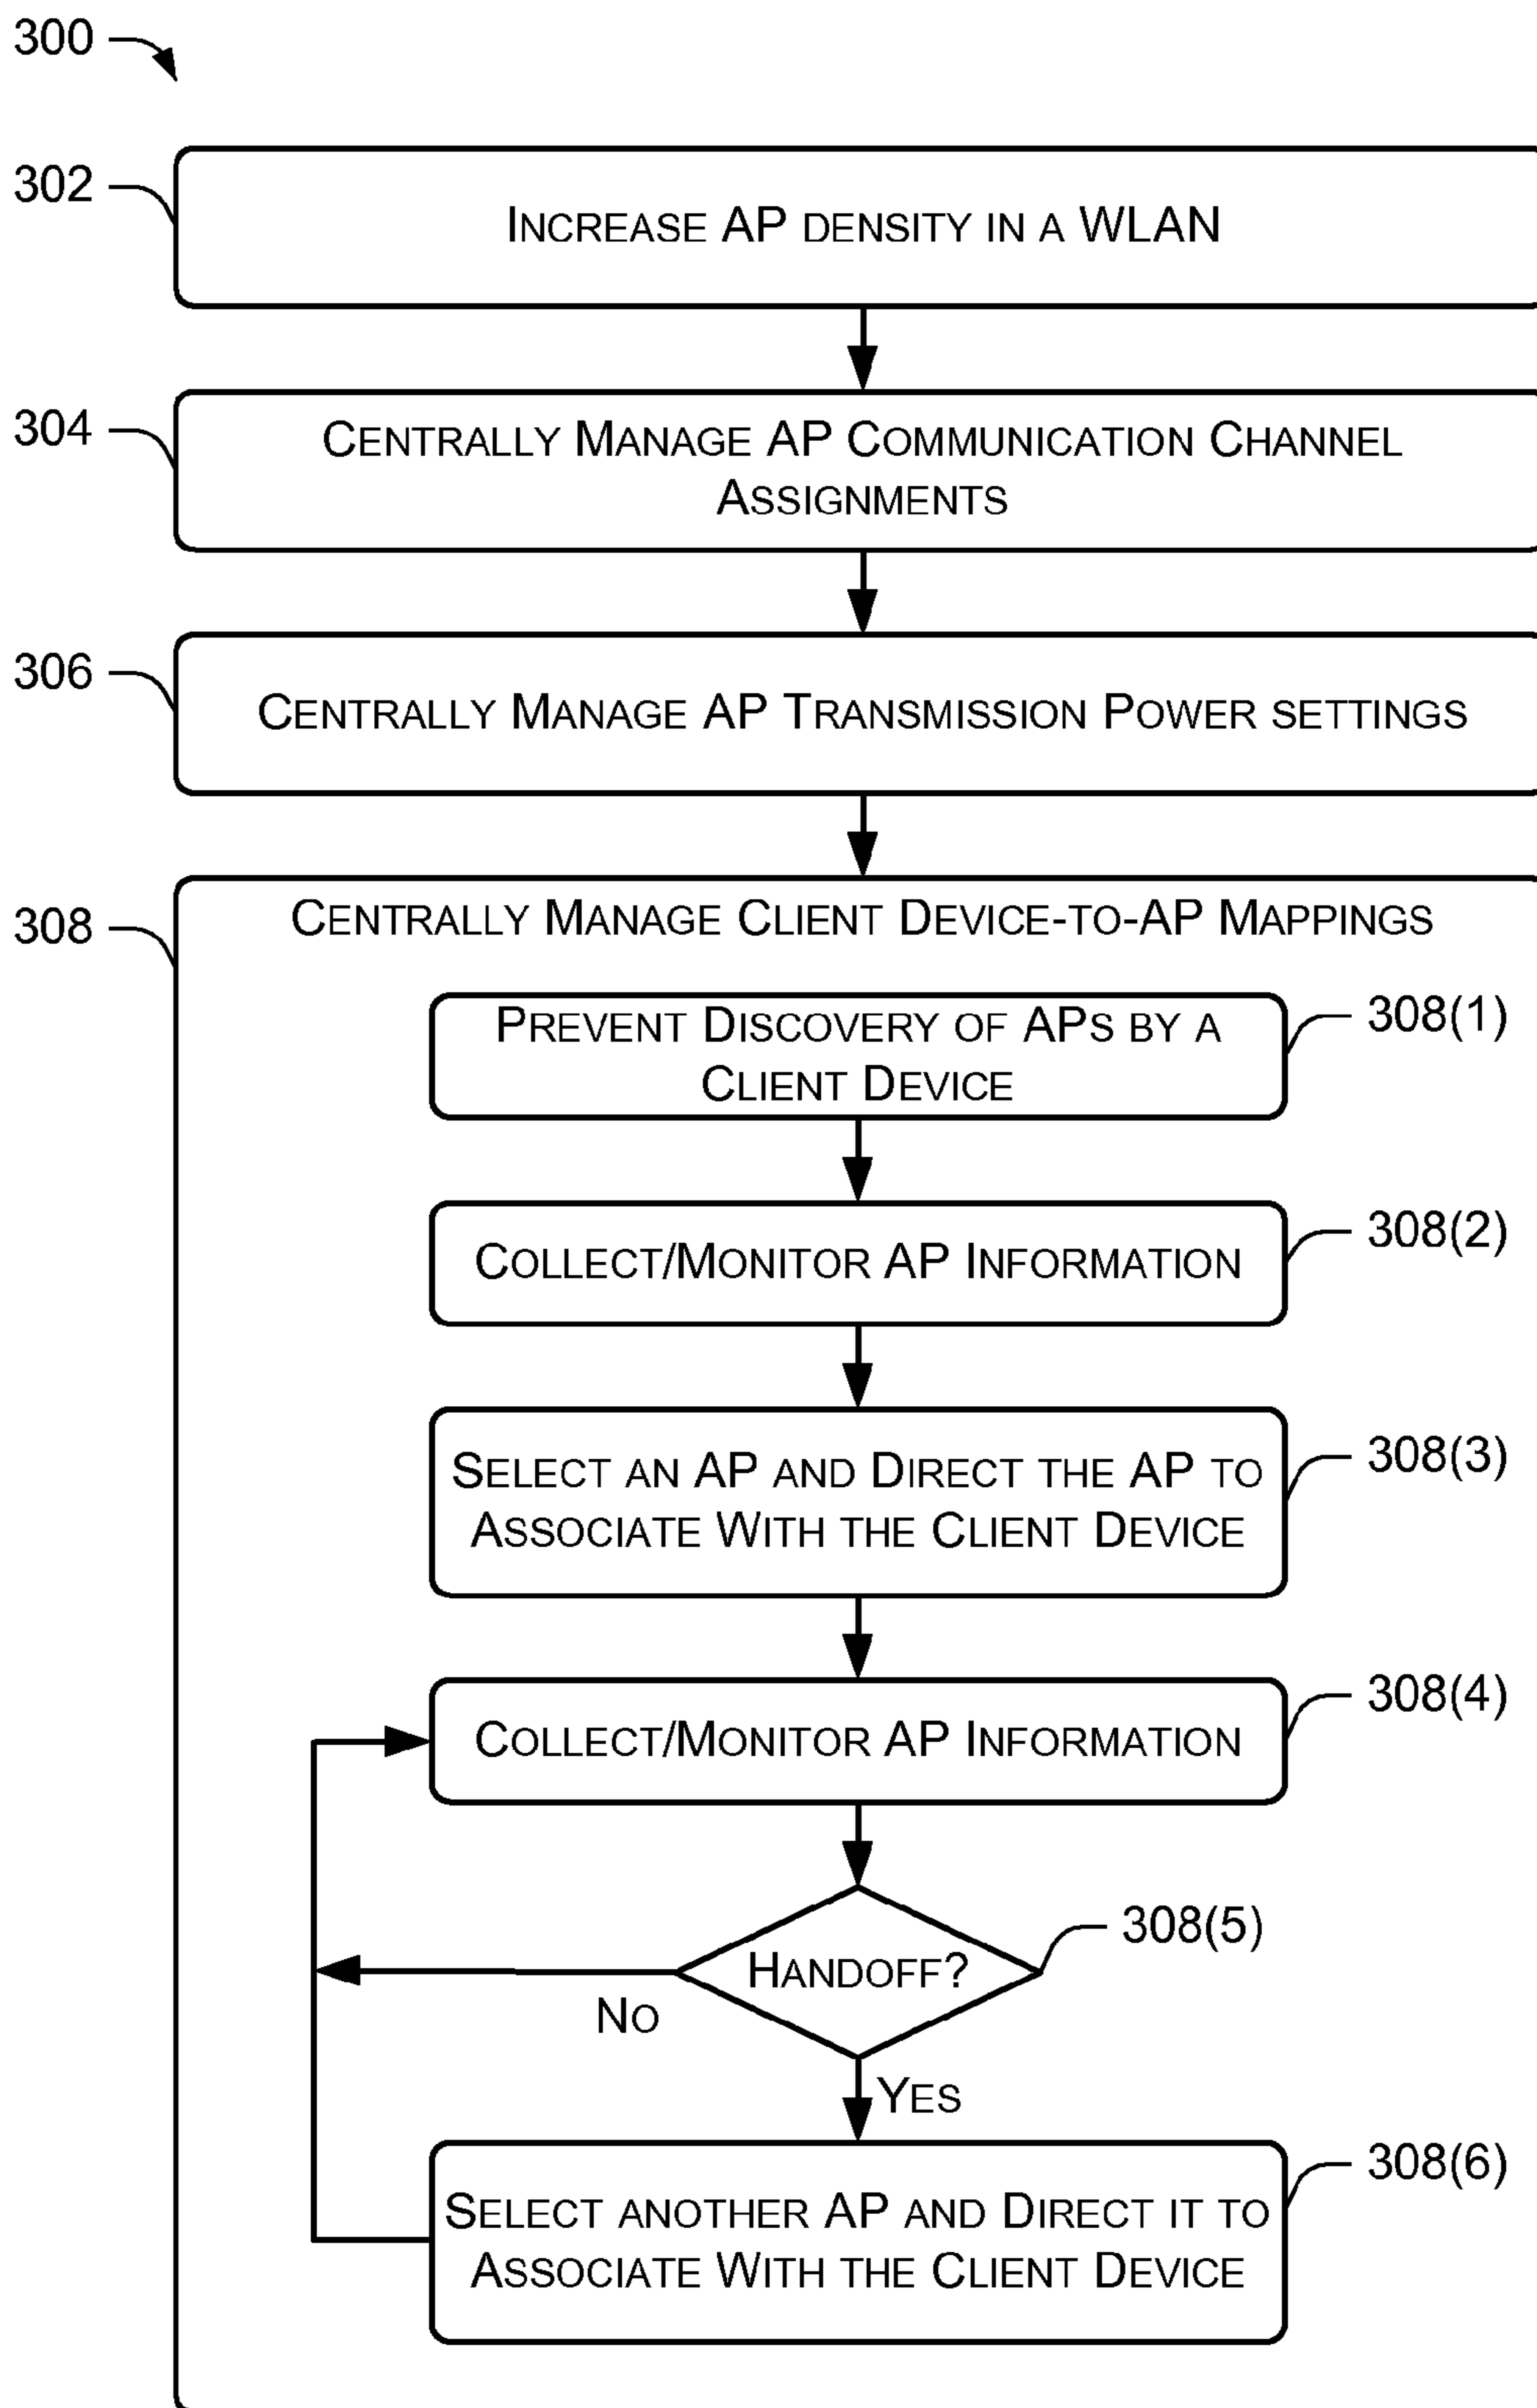 300
302
Increase AP density in a WLAN
304
Centrally Manage AP Communication Channel
Assignments
306
Centrally Manage AP Transmission Power settings
308
Centrally Manage Client Device-to-AP Mappings
Prevent Discovery of APs by a
Client Device
308(1)
Collect/Monitor AP Information
308(2)
Select an AP and Direct the AP to
Associate With the Client Device
308(3)
Collect/Monitor AP Information
308(4)
Handoff?
308(5)
No
Yes
Select another AP and Direct it to
Associate With the Client Device
308(6)